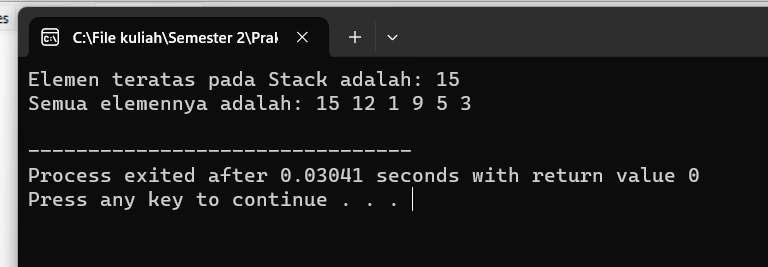 es
C:\File kuliah\Semester 2\Prak
Elemen teratas pada Stack adalah: 15
Semua elemennya adalah: 15 12 1 9 5 3
--------------------------------
Process exited after 0.03041 seconds with return value 0
Press any key to continue . . .